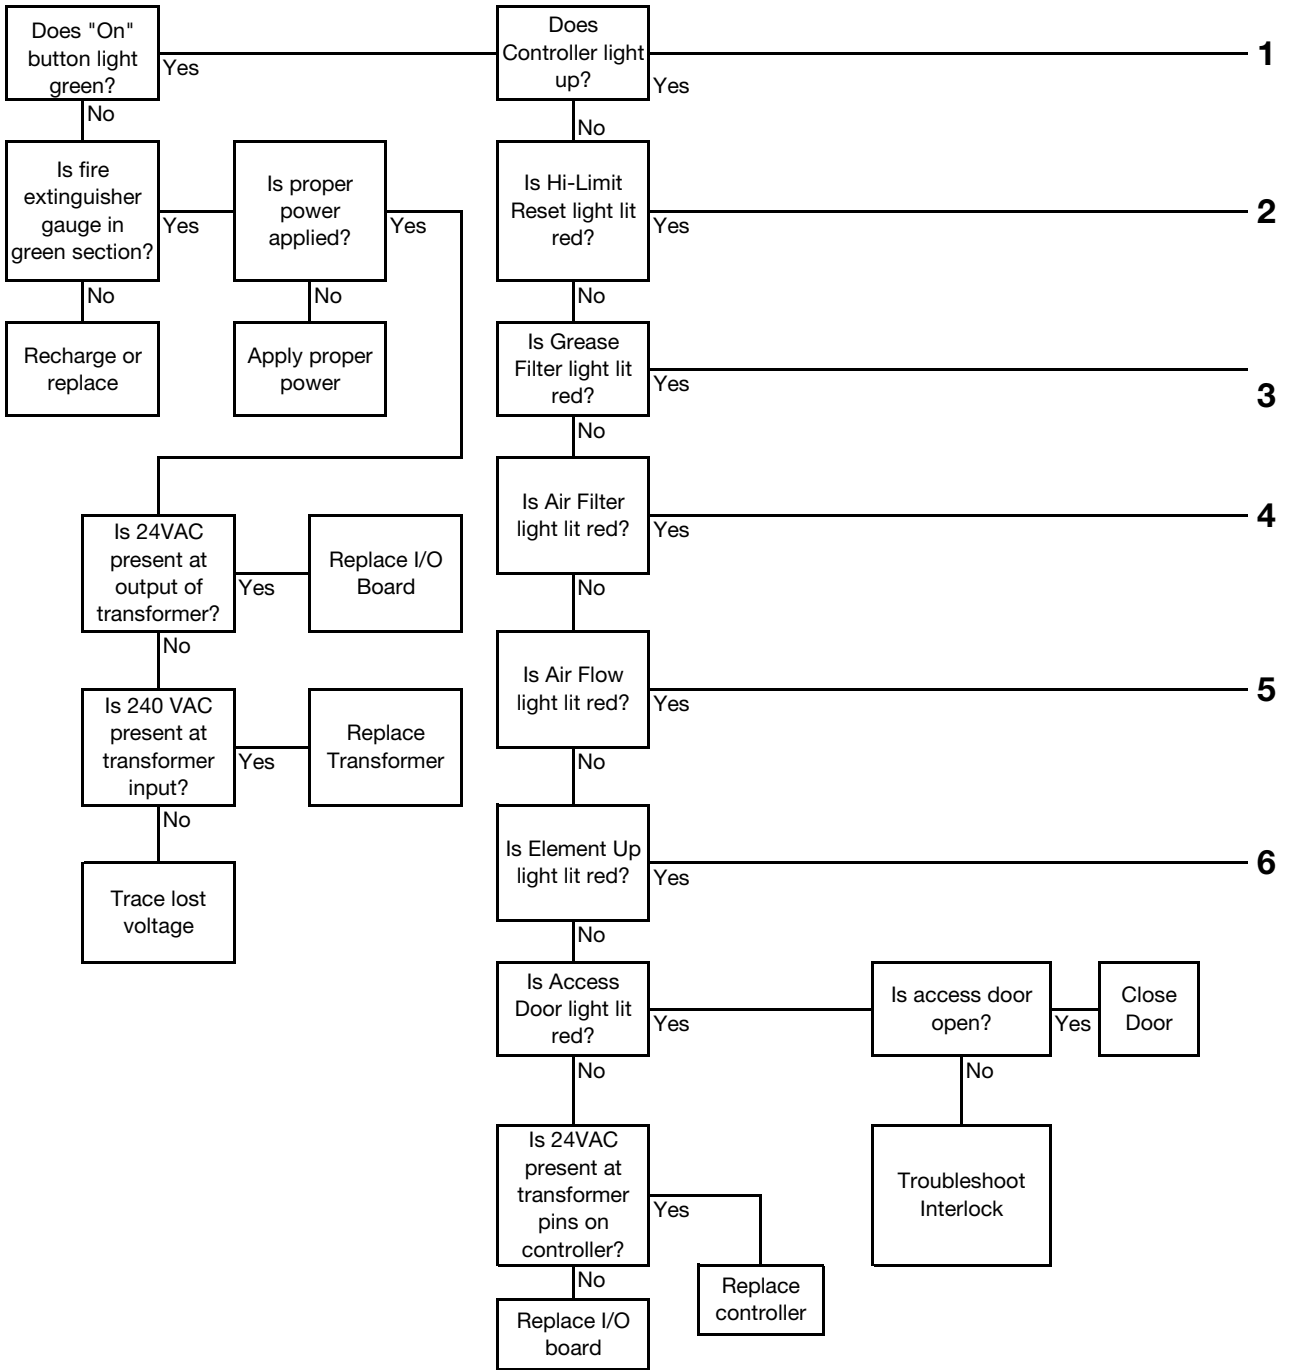 Does "On"
button light
green?
Yes
No
Does
Controller light
up?
Yes
1
No
Is fire
extinguisher
gauge in
green section?
Yes
No
Is proper
power
applied?
Yes
No
Recharge or
replace
Apply proper
power
Is Hi-Limit
Reset light lit
red?
Yes
2
No
Is Grease
Filter light lit
red?
Yes
3
No
Is Air Filter
light lit red?
Yes
4
No
Is 24VAC
present at
output of
transformer?
Yes
No
Replace I/O
Board
Is 240 VAC
present at
transformer
input?
Yes
No
Replace
Transformer
Trace lost
voltage
Is Air Flow
light lit red?
Yes
5
No
Is Element Up
light lit red?
Yes
6
No
Is Access
Door light lit
red?
Yes
No
Is access door
open?
Yes
No
Close
Door
Troubleshoot
Interlock
Is 24VAC
present at
transformer
pins on
controller?
Yes
No
Replace
controller
Replace I/O
board